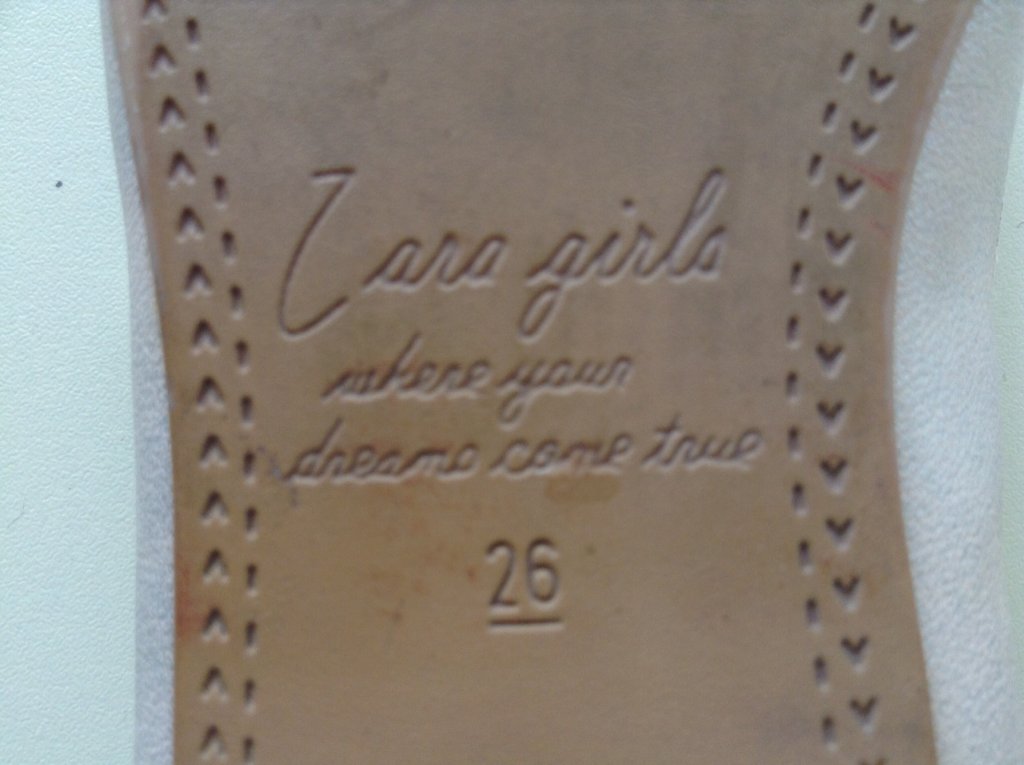 Zara girls
where your
dreams come true
26